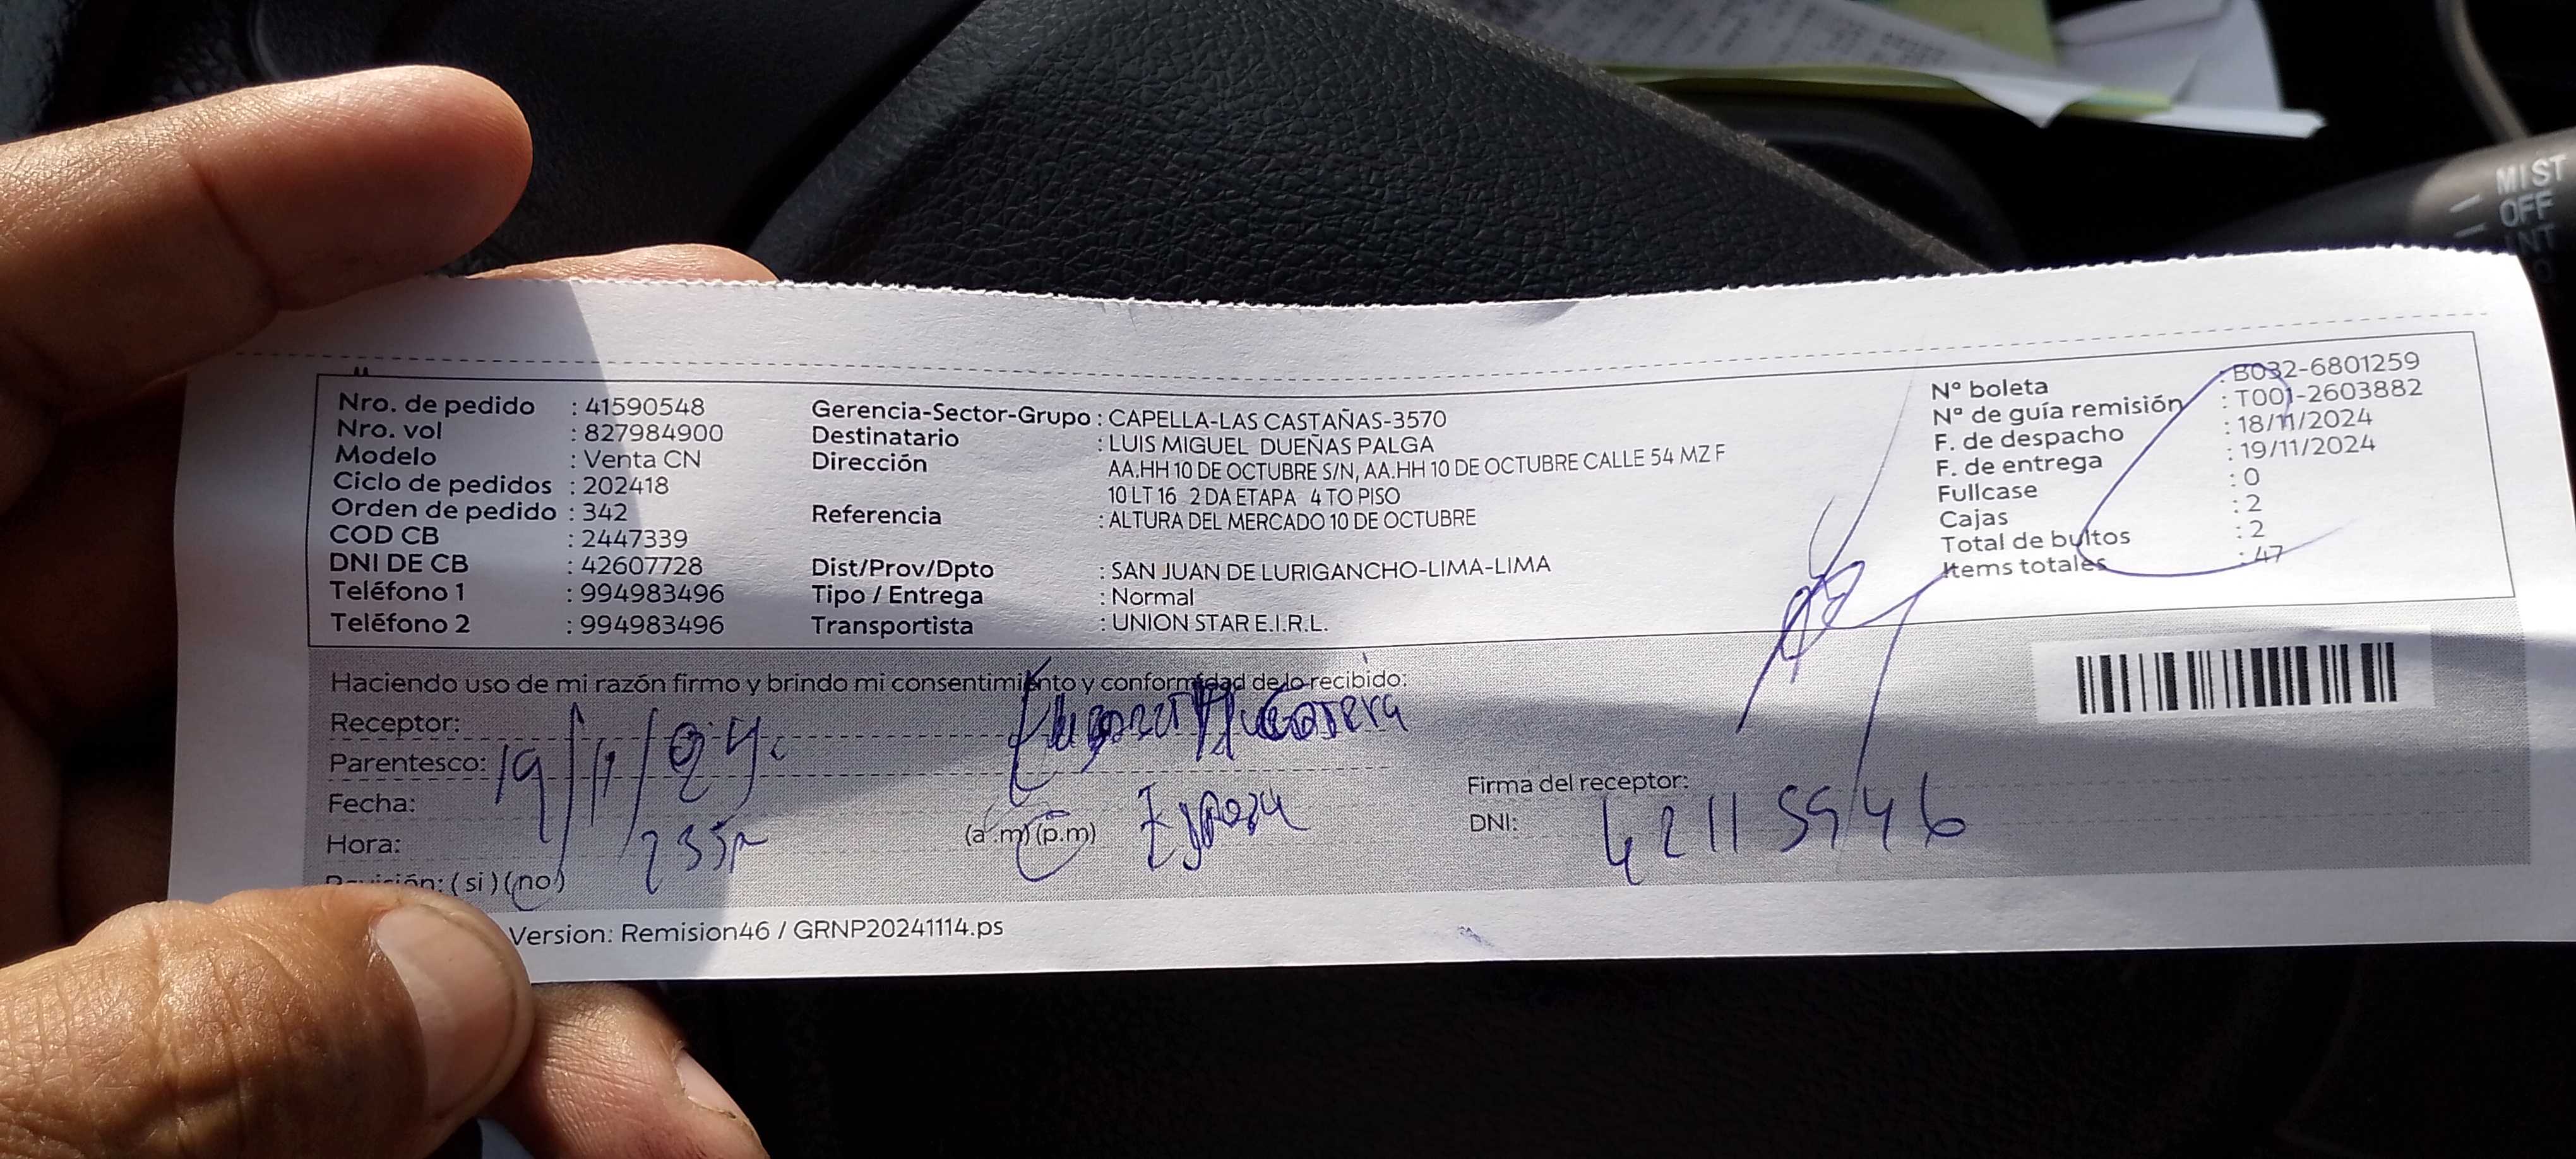 Nro. de pedido : 41590548
Nro. vol : 827984900
Modelo : Venta CN
Ciclo de pedidos : 202418
Orden de pedido : 342
COD CB : 2447339
DNI DE CB : 42607728
Teléfono 1 : 994983496
Teléfono 2 : 994983496
Gerencia-Sector-Grupo : CAPELLA-LAS CASTAÑAS-3570
Destinatario : LUIS MIGUEL DUEÑAS PALGA
Dirección AA.HH 10 DE OCTUBRE S/N, AA.HH 10 DE OCTUBRE CALLE 54 MZ F
10 LT 16 2 DA ETAPA 4 TO PISO
Referencia : ALTURA DEL MERCADO 10 DE OCTUBRE
Dist/Prov/Dpto : SAN JUAN DE LURIGANCHO-LIMA-LIMA
Tipo / Entrega : Normal
Transportista : UNION STAR E.I.R.L.
Nº boleta : B032-6801259
Nº de guía remisión : T001-2603882
F. de despacho : 18/11/2024
F. de entrega : 19/11/2024
Fullcase : 0
Cajas : 2
Total de bultos : 2
Items totales : 47
Haciendo uso de mi razón firmo y brindo mi consentimiento y conformidad de lo recibido:
Receptor:
Parentesco:
Fecha: 19/11/24
Hora: 235p (a.m) (p.m)
Revisión: (si) (no)
Firma del receptor:
DNI:
Version: Remision46 / GRNP20241114.ps
MIST
OFF
INT